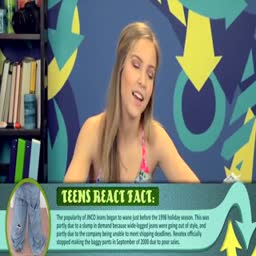 TEENS REACT FACT:
The popularity of JNCO Jeans began to wane just before the 1998 holiday season. This was
partly due to a slump in demand because wide-legged jeans were going out of style, and
partly due to the company being unable to meet shipping deadlines. Revatex officially
stopped making the baggy pants in September of 2000 due to poor sales.